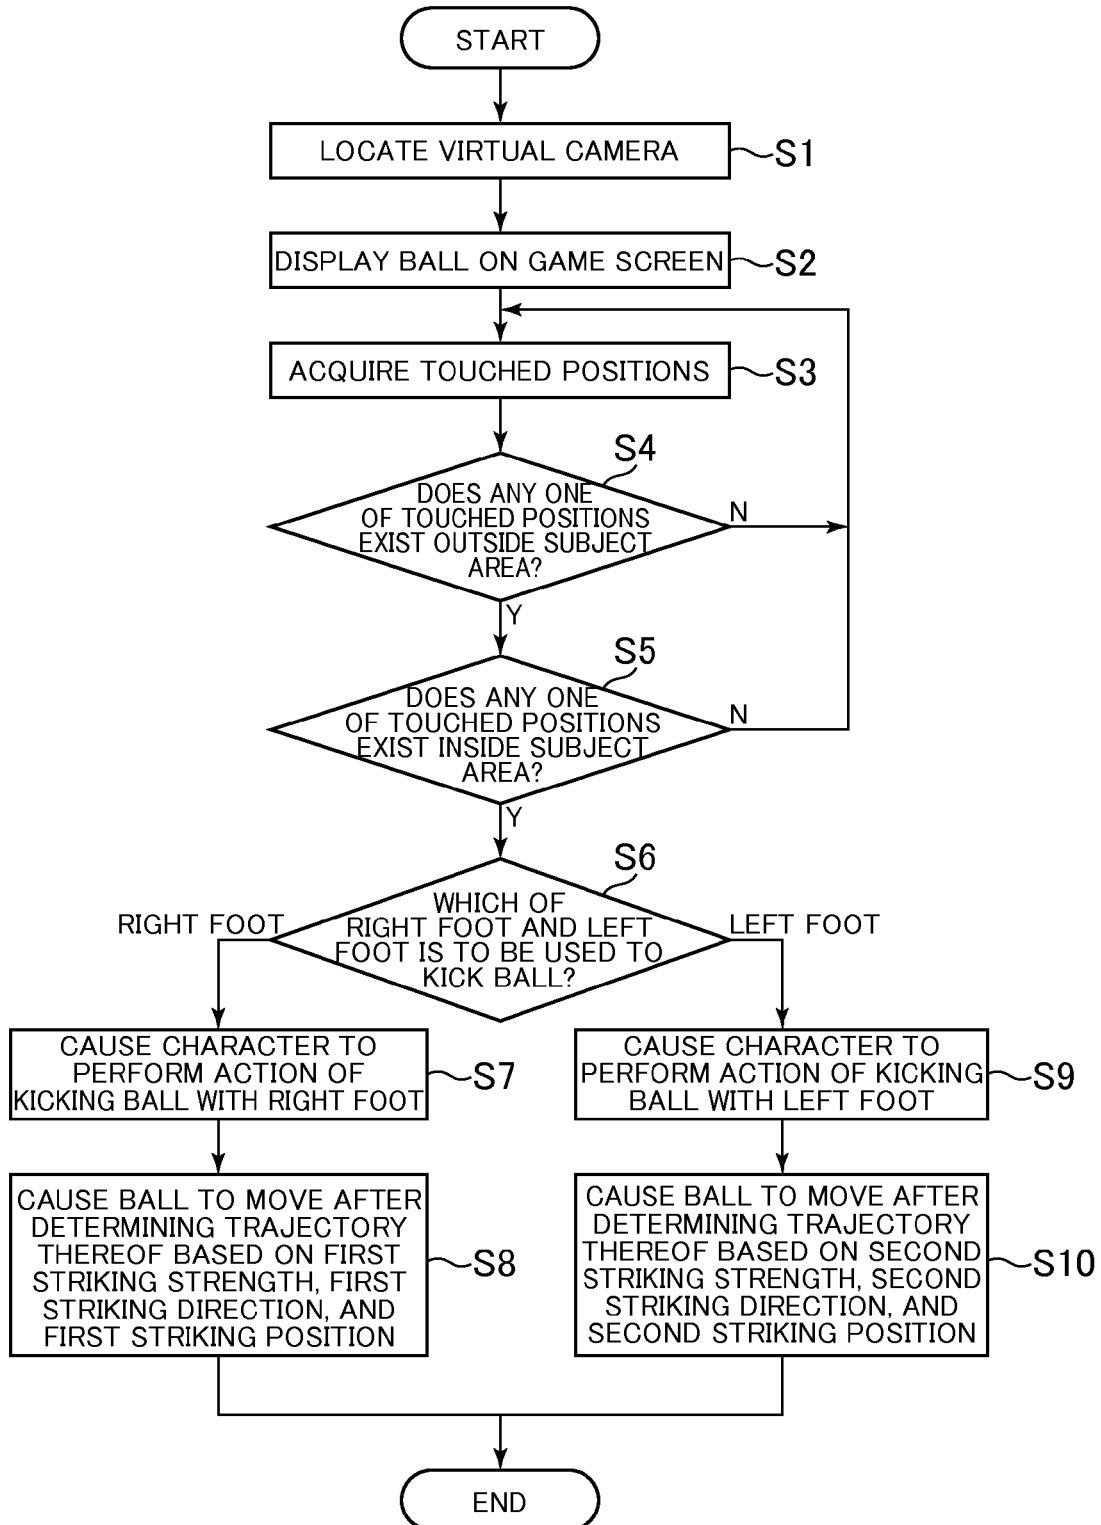 START
LOCATE VIRTUAL CAMERA
S1
DISPLAY BALL ON GAME SCREEN
S2
ACQUIRE TOUCHED POSITIONS
S3
S4
DOES ANY ONE
OF TOUCHED POSITIONS
EXIST OUTSIDE SUBJECT
AREA?
N
Y
S5
DOES ANY ONE
OF TOUCHED POSITIONS
EXIST INSIDE SUBJECT
AREA?
N
Y
S6
WHICH OF
RIGHT FOOT AND LEFT
FOOT IS TO BE USED TO
KICK BALL?
RIGHT FOOT
LEFT FOOT
CAUSE CHARACTER TO
PERFORM ACTION OF
KICKING BALL WITH RIGHT FOOT
S7
CAUSE CHARACTER TO
PERFORM ACTION OF KICKING
BALL WITH LEFT FOOT
S9
CAUSE BALL TO MOVE AFTER
DETERMINING TRAJECTORY
THEREOF BASED ON FIRST
STRIKING STRENGTH, FIRST
STRIKING DIRECTION, AND
FIRST STRIKING POSITION
S8
CAUSE BALL TO MOVE AFTER
DETERMINING TRAJECTORY
THEREOF BASED ON SECOND
STRIKING STRENGTH, SECOND
STRIKING DIRECTION, AND
SECOND STRIKING POSITION
S10
END